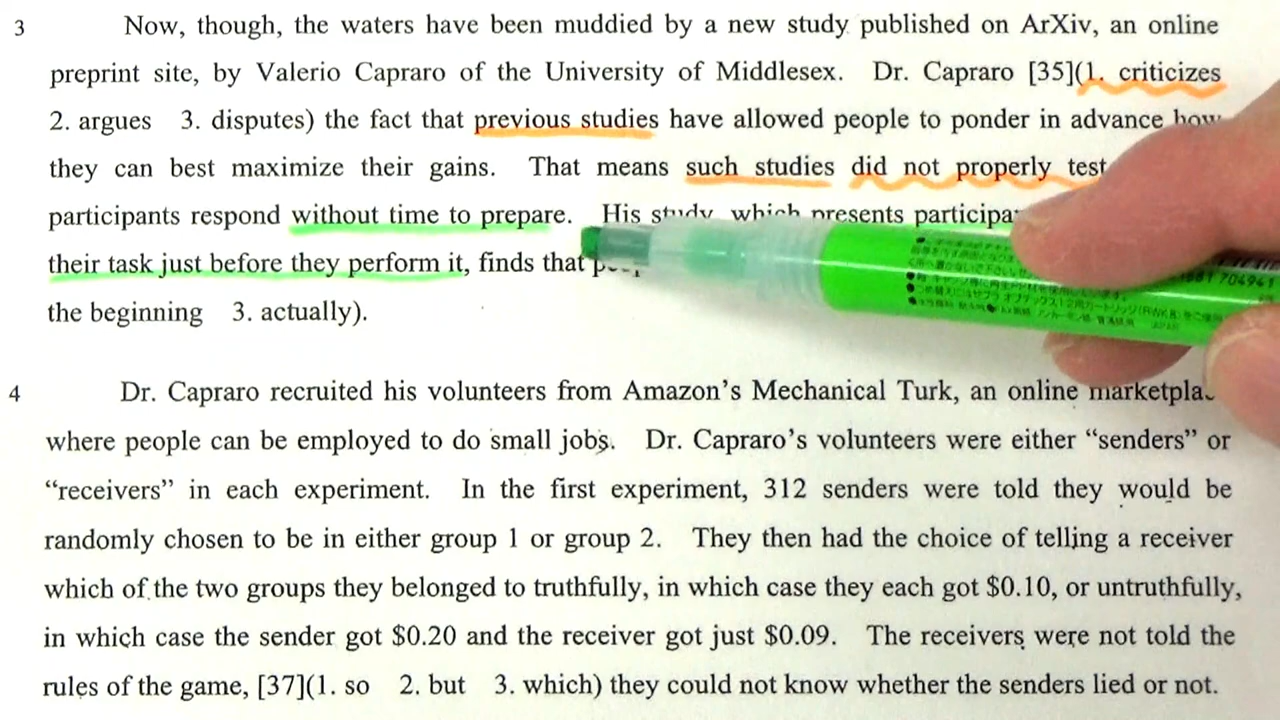 3 Now, though, the waters have been muddied by a new study published on ArXiv, an online
preprint site, by Valerio Capraro of the University of Middlesex. Dr. Capraro [35](1. criticizes
2. argues 3. disputes) the fact that previous studies have allowed people to ponder in advance how
they can best maximize their gains. That means such studies did not properly test
participants respond without time to prepare. His study, which presents
their task just before they perform it, finds that
the beginning 3. actually).
4 Dr. Capraro recruited his volunteers from Amazon's Mechanical Turk, an online
where people can be employed to do small jobs. Dr. Capraro's volunteers were either “senders” or
“receivers” in each experiment. In the first experiment, 312 senders were told they would be
randomly chosen to be in either group 1 or group 2. They then had the choice of telling a receiver
which of the two groups they belonged to truthfully, in which case they each got $0.10, or untruthfully,
in which case the sender got $0.20 and the receiver got just $0.09. The receivers were not told the
rules of the game, [37](1. so 2. but 3. which) they could not know whether the senders lied or not.